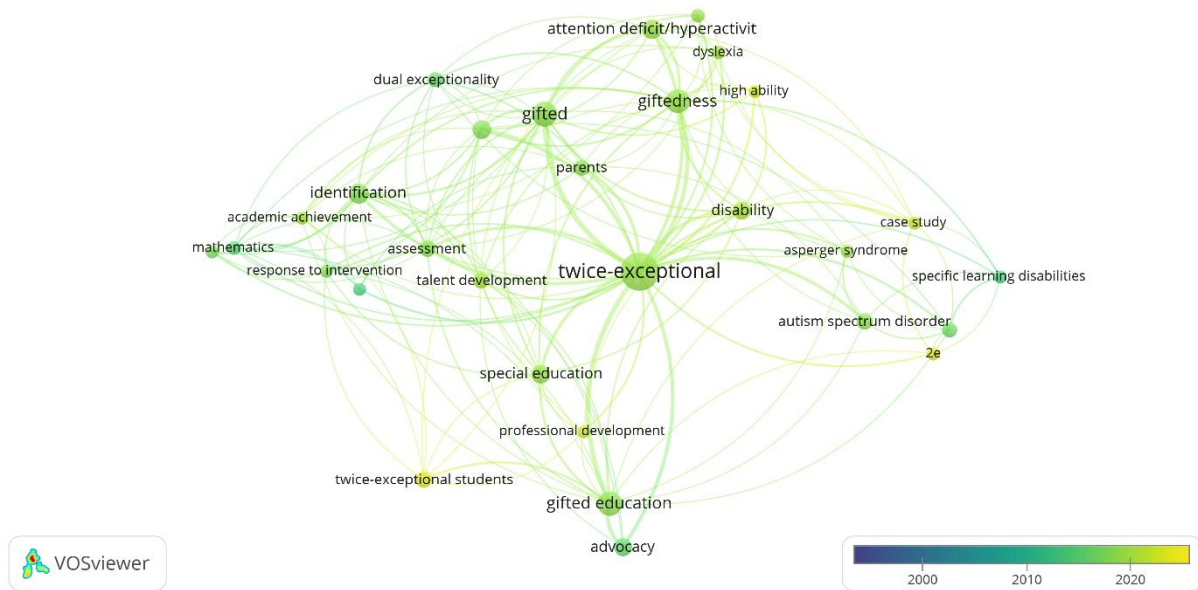 attention deficit/hyperactivit
dyslexia
dual exceptionality
high ability
giftedness
gifted
parents
identification
disability
academic achievement
case study
mathematics
assessment
asperger syndrome
response to intervention
twice-exceptional
specific learning disabilities
talent development
autism spectrum disorder
2e
special education
professional development
twice-exceptional students
gifted education
advocacy
VOSviewer
2000 2010 2020